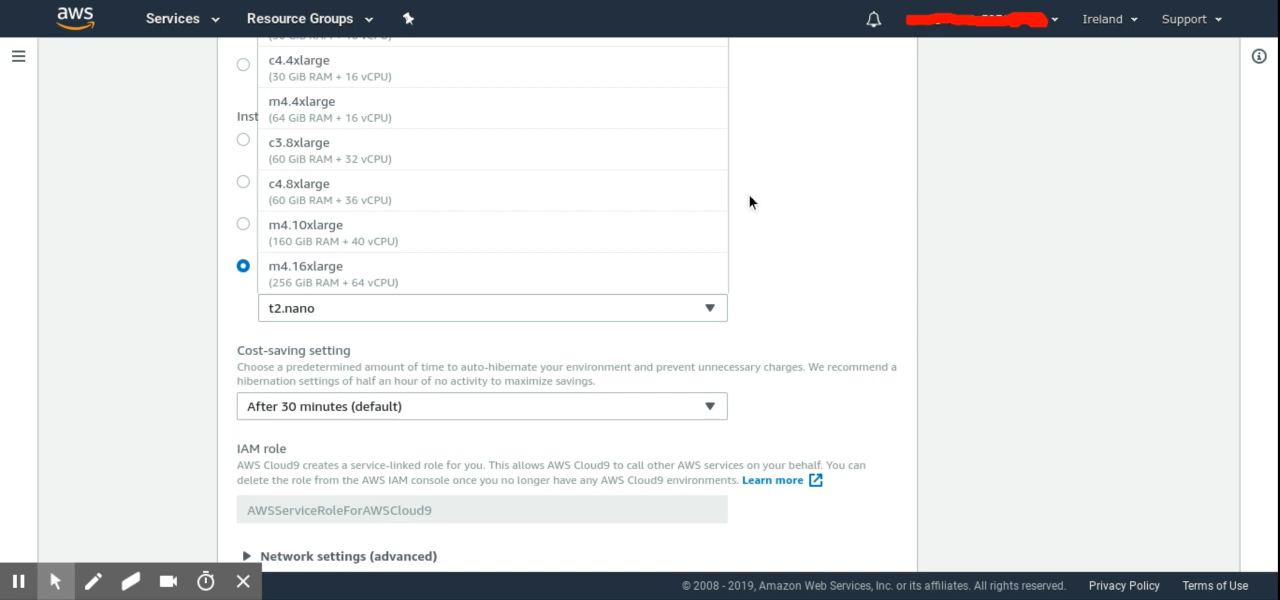 aws
Services
Resource Groups
Ireland
Support
c4.4xlarge
(30 GiB RAM + 16 vCPU)
m4.4xlarge
(64 GiB RAM + 16 vCPU)
Inst
c3.8xlarge
(60 GiB RAM + 32 vCPU)
c4.8xlarge
(60 GiB RAM + 36 vCPU)
m4.10xlarge
(160 GiB RAM + 40 vCPU)
m4.16xlarge
(256 GiB RAM + 64 vCPU)
t2.nano
Cost-saving setting
Choose a predetermined amount of time to auto-hibernate your environment and prevent unnecessary charges. We recommend a
hibernation settings of half an hour of no activity to maximize savings.
After 30 minutes (default)
IAM role
AWS Cloud9 creates a service-linked role for you. This allows AWS Cloud9 to call other AWS services on your behalf. You can
delete the role from the AWS IAM console once you no longer have any AWS Cloud9 environments. Learn more
AWSServiceRoleForAWSCloud9
Network settings (advanced)
© 2008 - 2019, Amazon Web Services, Inc. or its affiliates. All rights reserved.
Privacy Policy
Terms of Use